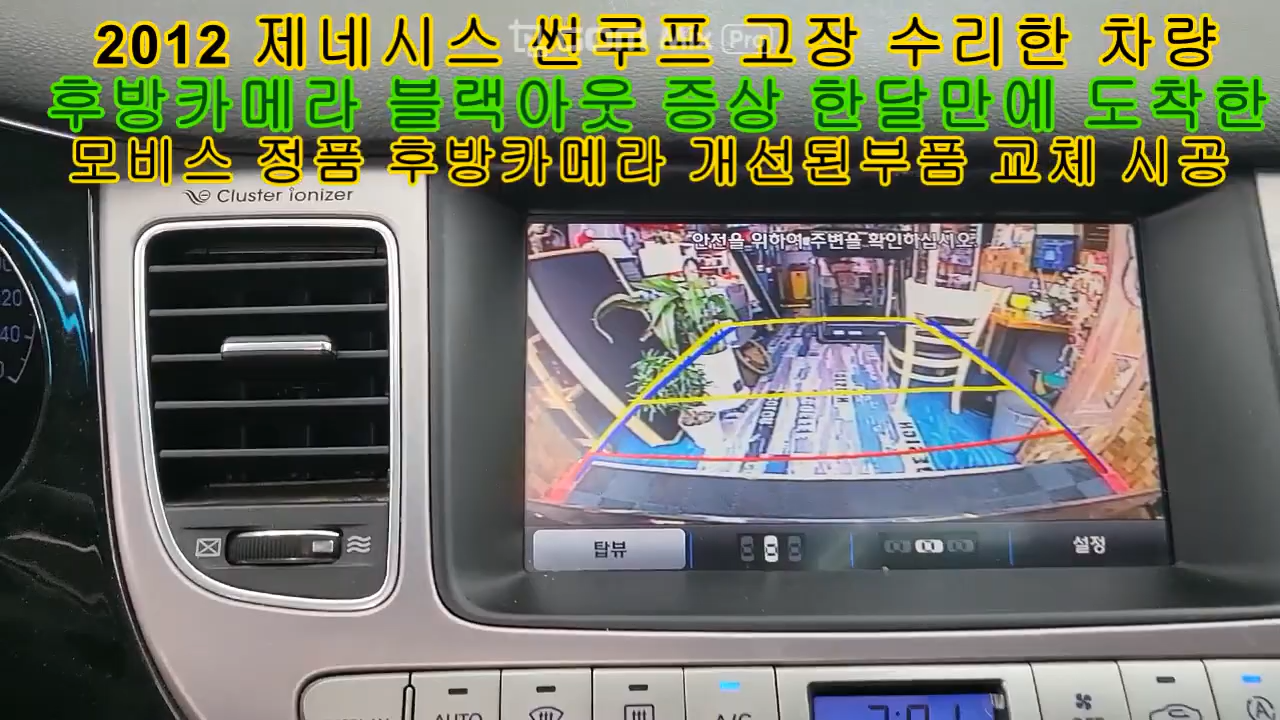 2012 제네시스 썬루프 고장 수리한 차량
후방카메라 블랙아웃 증상 한달만에 도착한
모비스 정품 후방카메라 개선된부품 교체 시공
Cluster ionizer
안전을 위하여 주변을 확인하십시오.
탑뷰
설정
AUTO
A/C